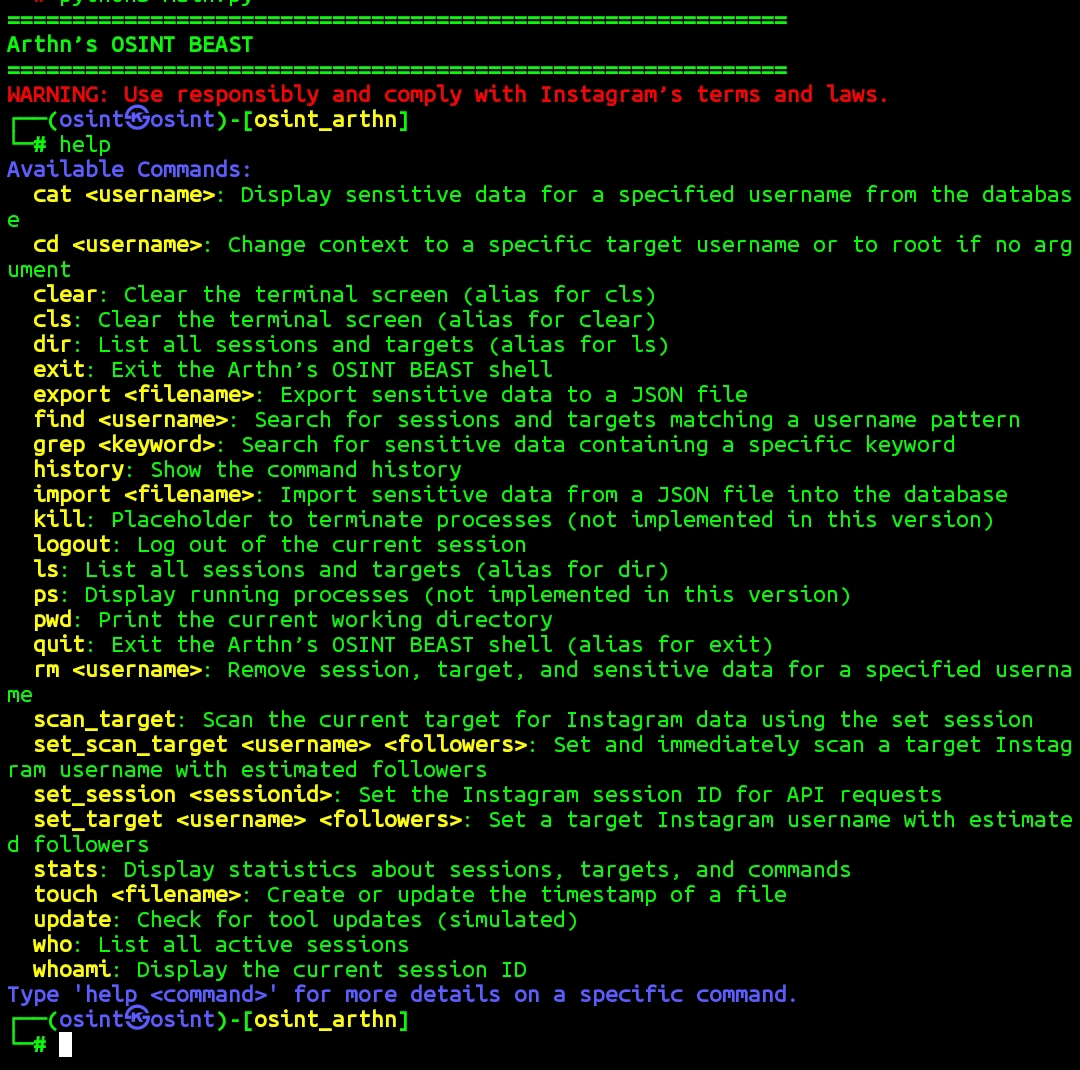 # python3 main.py
============================================================
Arthn's OSINT BEAST
============================================================
WARNING: Use responsibly and comply with Instagram's terms and laws.
┌──(osint㉿osint)-[osint_arthn]
└─# help
Available Commands:
cat <username>: Display sensitive data for a specified username from the databas
e
cd <username>: Change context to a specific target username or to root if no arg
ument
clear: Clear the terminal screen (alias for cls)
cls: Clear the terminal screen (alias for clear)
dir: List all sessions and targets (alias for ls)
exit: Exit the Arthn's OSINT BEAST shell
export <filename>: Export sensitive data to a JSON file
find <username>: Search for sessions and targets matching a username pattern
grep <keyword>: Search for sensitive data containing a specific keyword
history: Show the command history
import <filename>: Import sensitive data from a JSON file into the database
kill: Placeholder to terminate processes (not implemented in this version)
logout: Log out of the current session
ls: List all sessions and targets (alias for dir)
ps: Display running processes (not implemented in this version)
pwd: Print the current working directory
quit: Exit the Arthn's OSINT BEAST shell (alias for exit)
rm <username>: Remove session, target, and sensitive data for a specified userna
me
scan_target: Scan the current target for Instagram data using the set session
set_scan_target <username> <followers>: Set and immediately scan a target Instag
ram username with estimated followers
set_session <sessionid>: Set the Instagram session ID for API requests
set_target <username> <followers>: Set a target Instagram username with estimate
d followers
stats: Display statistics about sessions, targets, and commands
touch <filename>: Create or update the timestamp of a file
update: Check for tool updates (simulated)
who: List all active sessions
whoami: Display the current session ID
Type 'help <command>' for more details on a specific command.
┌──(osint㉿osint)-[osint_arthn]
└─#